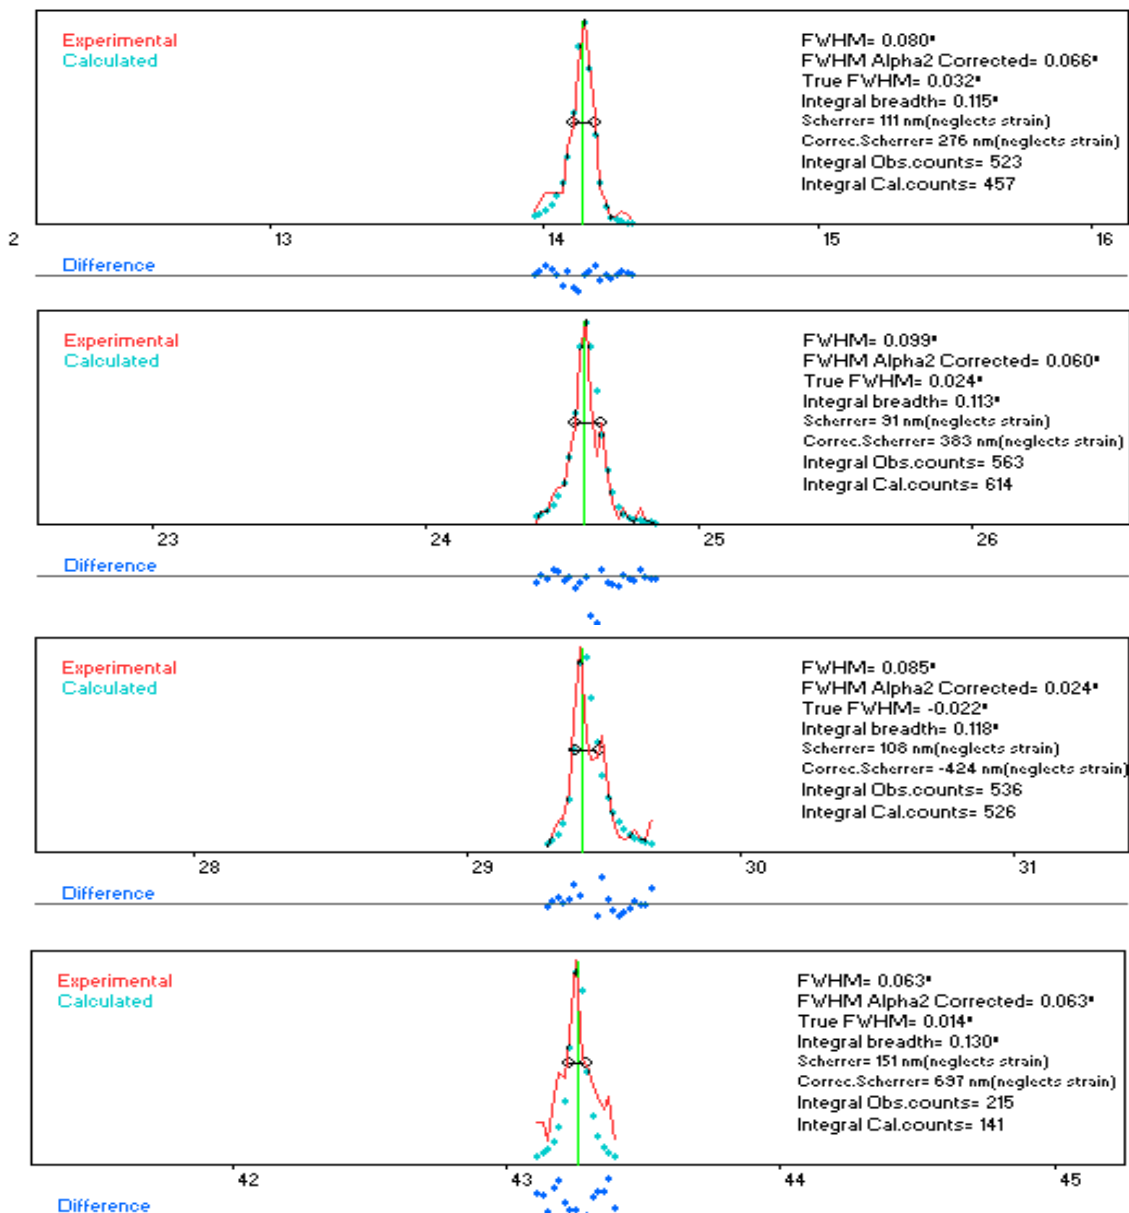 Experimental
Calculated
FWHM= 0.080°
FWHM Alpha2 Corrected= 0.066°
True FWHM= 0.032°
Integral breadth= 0.115°
Scherrer= 111 nm(neglects strain)
Correc.Scherrer= 276 nm(neglects strain)
Integral Obs.counts= 523
Integral Cal.counts= 457
2 13 14 15 16
Difference
Experimental
Calculated
FWHM= 0.099°
FWHM Alpha2 Corrected= 0.060°
True FWHM= 0.024°
Integral breadth= 0.113°
Scherrer= 91 nm(neglects strain)
Correc.Scherrer= 383 nm(neglects strain)
Integral Obs.counts= 563
Integral Cal.counts= 614
23 24 25 26
Difference
Experimental
Calculated
FWHM= 0.085°
FWHM Alpha2 Corrected= 0.024°
True FWHM= -0.022°
Integral breadth= 0.118°
Scherrer= 108 nm(neglects strain)
Correc.Scherrer= -424 nm(neglects strain)
Integral Obs.counts= 536
Integral Cal.counts= 526
28 29 30 31
Difference
Experimental
Calculated
FWHM= 0.063°
FWHM Alpha2 Corrected= 0.063°
True FWHM= 0.014°
Integral breadth= 0.130°
Scherrer= 151 nm(neglects strain)
Correc.Scherrer= 697 nm(neglects strain)
Integral Obs.counts= 215
Integral Cal.counts= 141
42 43 44 45
Difference